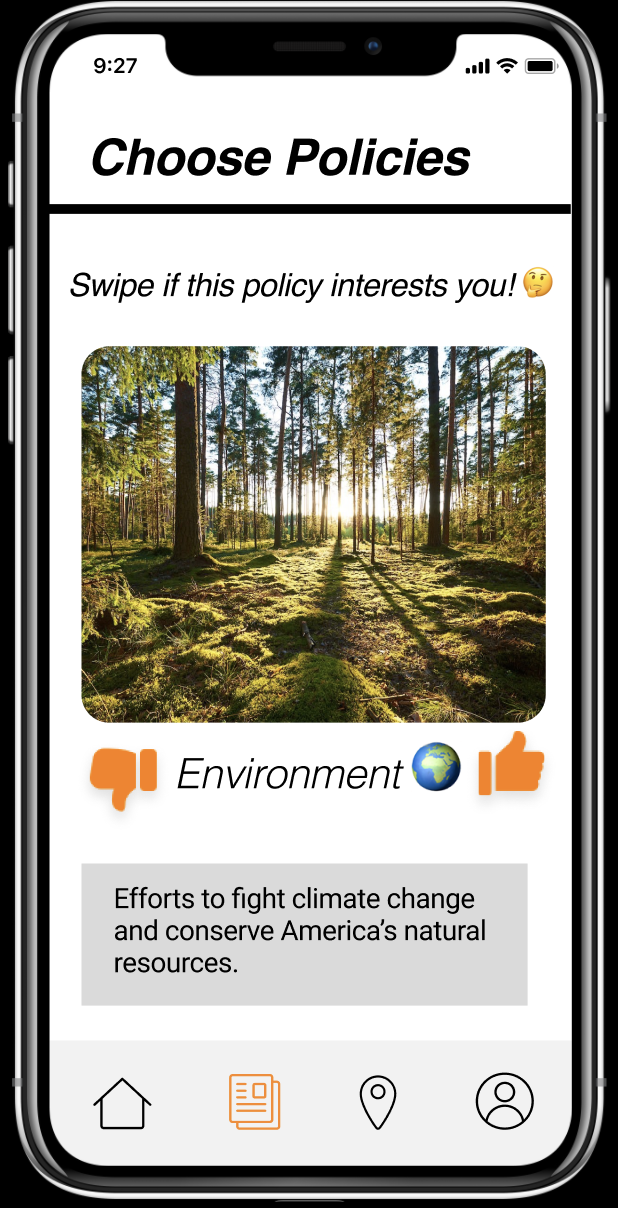 9:27
Choose Policies
Swipe if this policy interests you! 🤔
Environment 🌍
Efforts to fight climate change
and conserve America’s natural
resources.